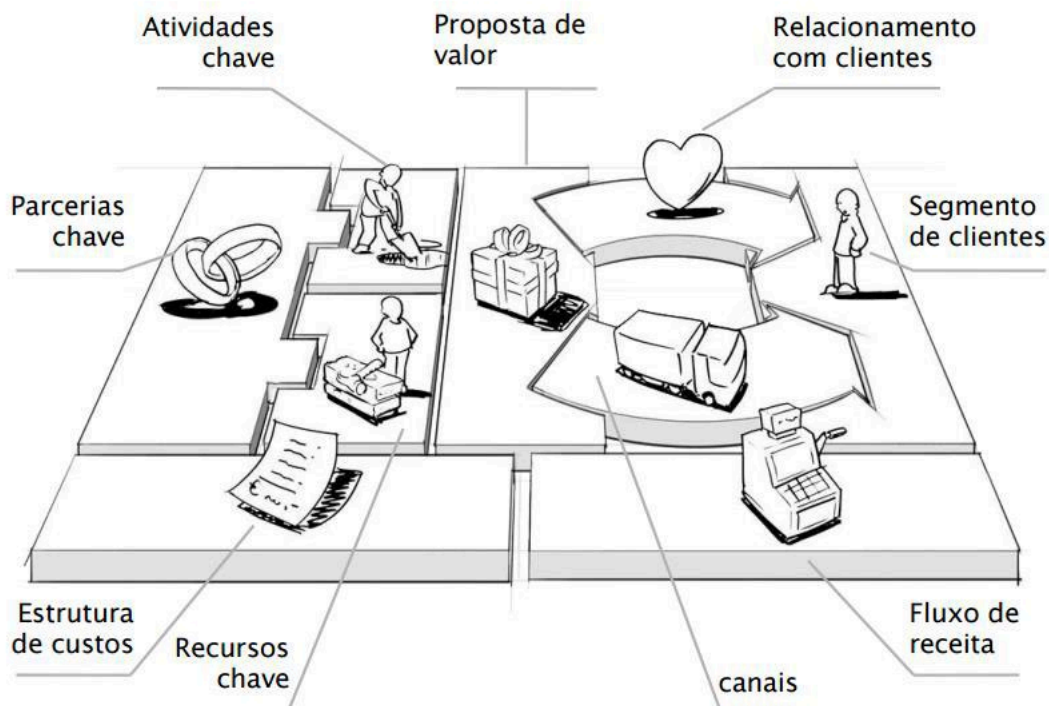 Atividades
chave
Proposta de
valor
Relacionamento
com clientes
Parcerias
chave
Segmento
de clientes
Estrutura
de custos
Recursos
chave
canais
Fluxo de
receita